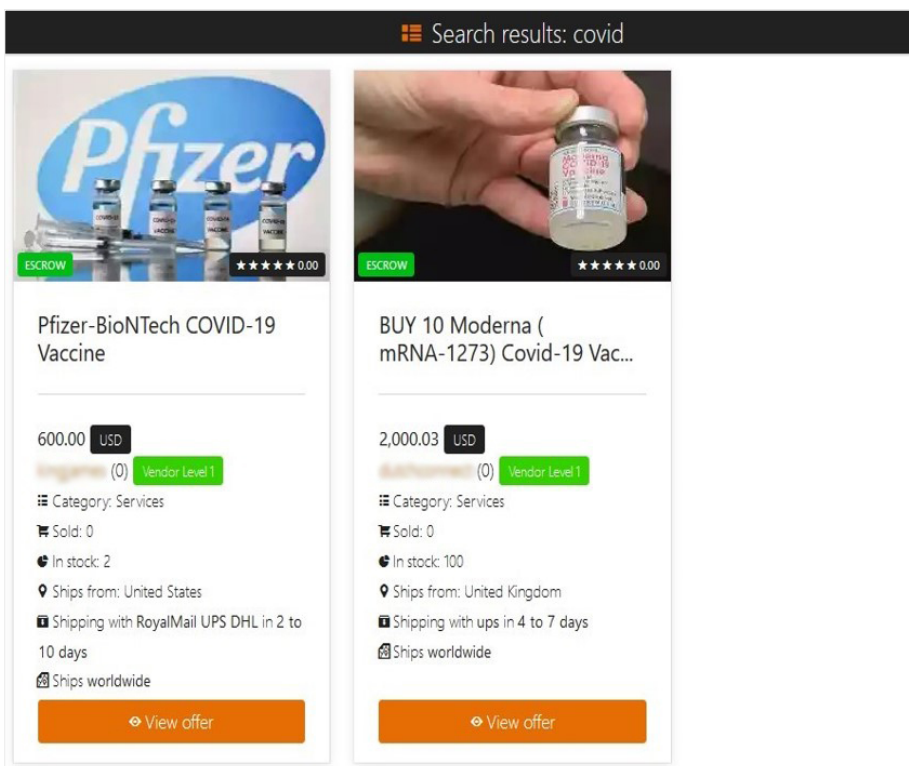 Search results: covid
Pfizer
COVID-19
VACCINE
ESCROW
★★★★★ 0.00
Pfizer-BioNTech COVID-19
Vaccine
600.00 USD
(0) Vendor Level 1
Category: Services
Sold: 0
In stock: 2
Ships from: United States
Shipping with RoyalMail UPS DHL in 2 to
10 days
Ships worldwide
View offer
ESCROW
★★★★★ 0.00
BUY 10 Moderna (
mRNA-1273) Covid-19 Vac...
2,000.03 USD
(0) Vendor Level 1
Category: Services
Sold: 0
In stock: 100
Ships from: United Kingdom
Shipping with ups in 4 to 7 days
Ships worldwide
View offer